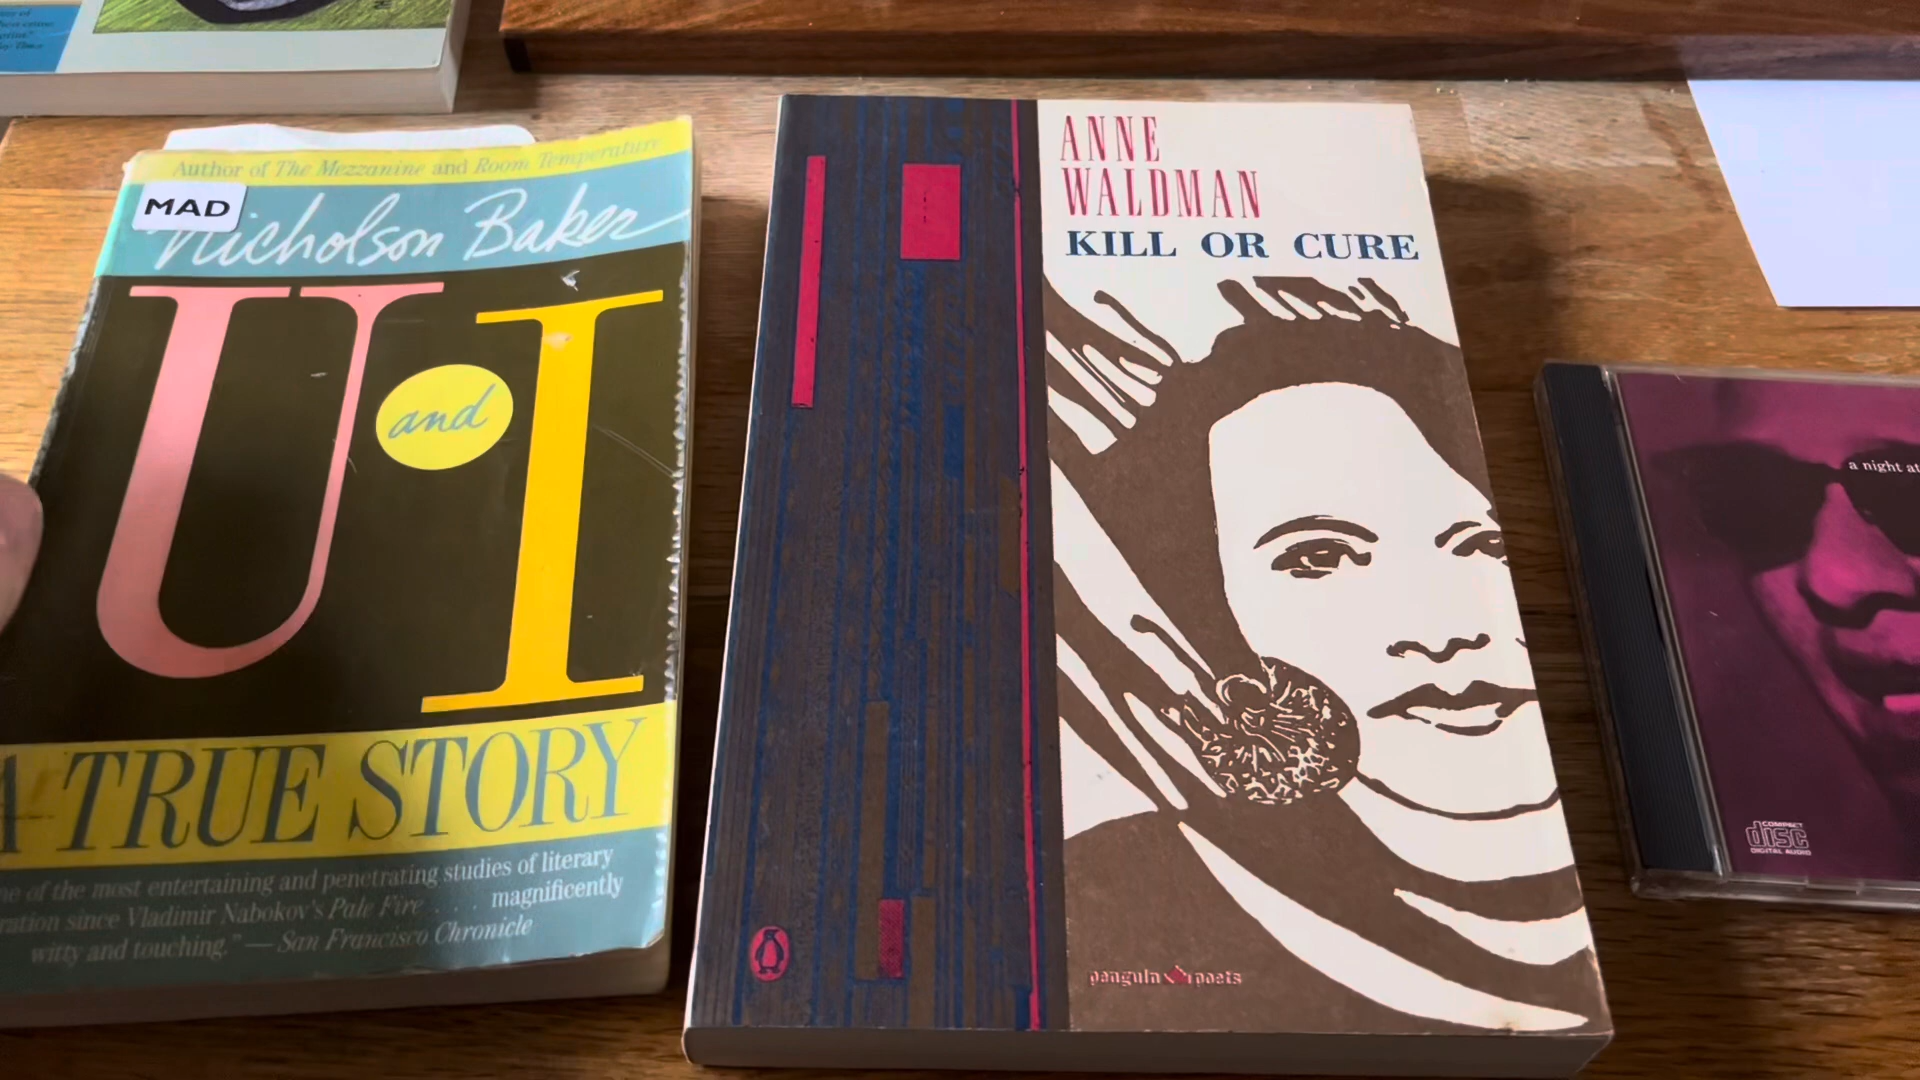 Author of The Mezzanine and Room Temperature
MAD
Nicholson Baker
U and I
A TRUE STORY
of the most entertaining and penetrating studies of literary
since Vladimir Nabokov's Pale Fire . . . . magnificently
witty and touching." — San Francisco Chronicle
ANNE
WALDMAN
KILL OR CURE
penguin poets
a night at
COMPACT
disc
DIGITAL AUDIO